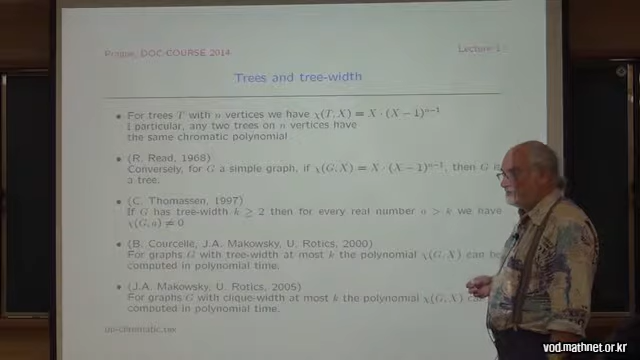 Prague, DOC COURSE 2014 Lecture 1
Trees and tree-width
• For trees T with n vertices we have χ(T, X) = X · (X − 1)ⁿ⁻¹
I particular, any two trees on n vertices have
the same chromatic polynomial
• (R. Read, 1968)
Conversely, for G a simple graph, if χ(G, X) = X · (X − 1)ⁿ⁻¹, then G
a tree.
• (C. Thomassen, 1997)
If G has tree-width k ≥ 2 then for every real number a > k we have
χ(G, a) ≠ 0
• (B. Courcelle, J.A. Makowsky, U. Rotics, 2000)
For graphs G with tree-width at most k the polynomial χ(G, X) can be
computed in polynomial time.
• (J.A. Makowsky, U. Rotics, 2005)
For graphs G with clique-width at most k the polynomial χ(G, X)
computed in polynomial time.
up-chromatic.tex
vod.mathnet.or.kr